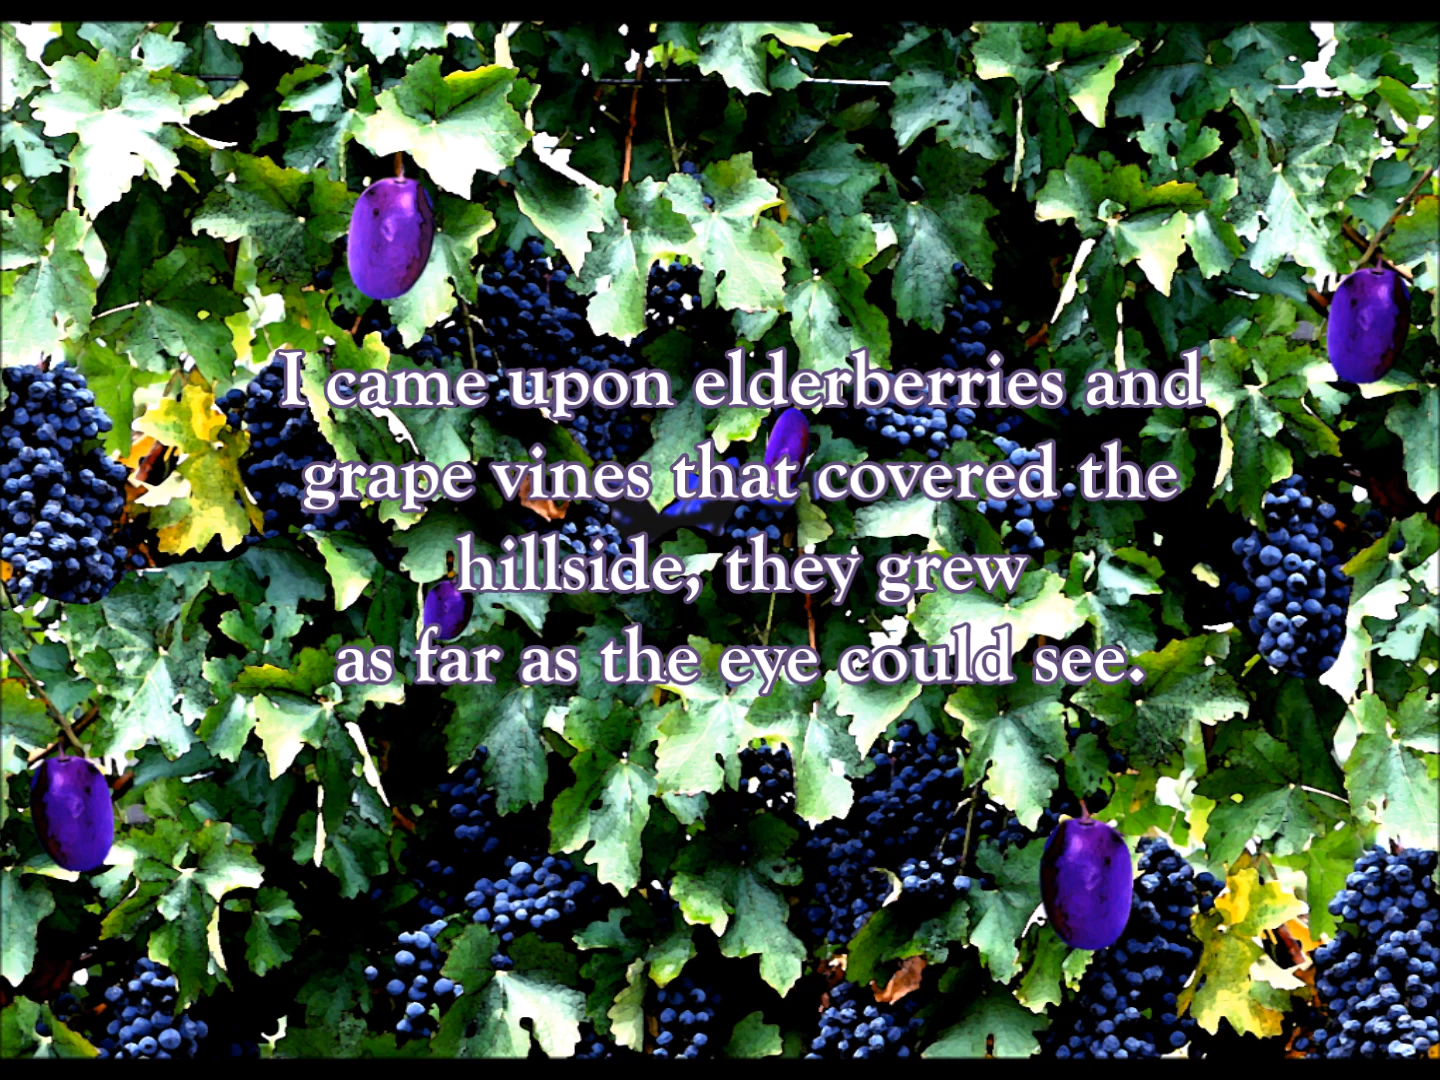 I came upon elderberries and
grape vines that covered the
hillside, they grew
as far as the eye could see.